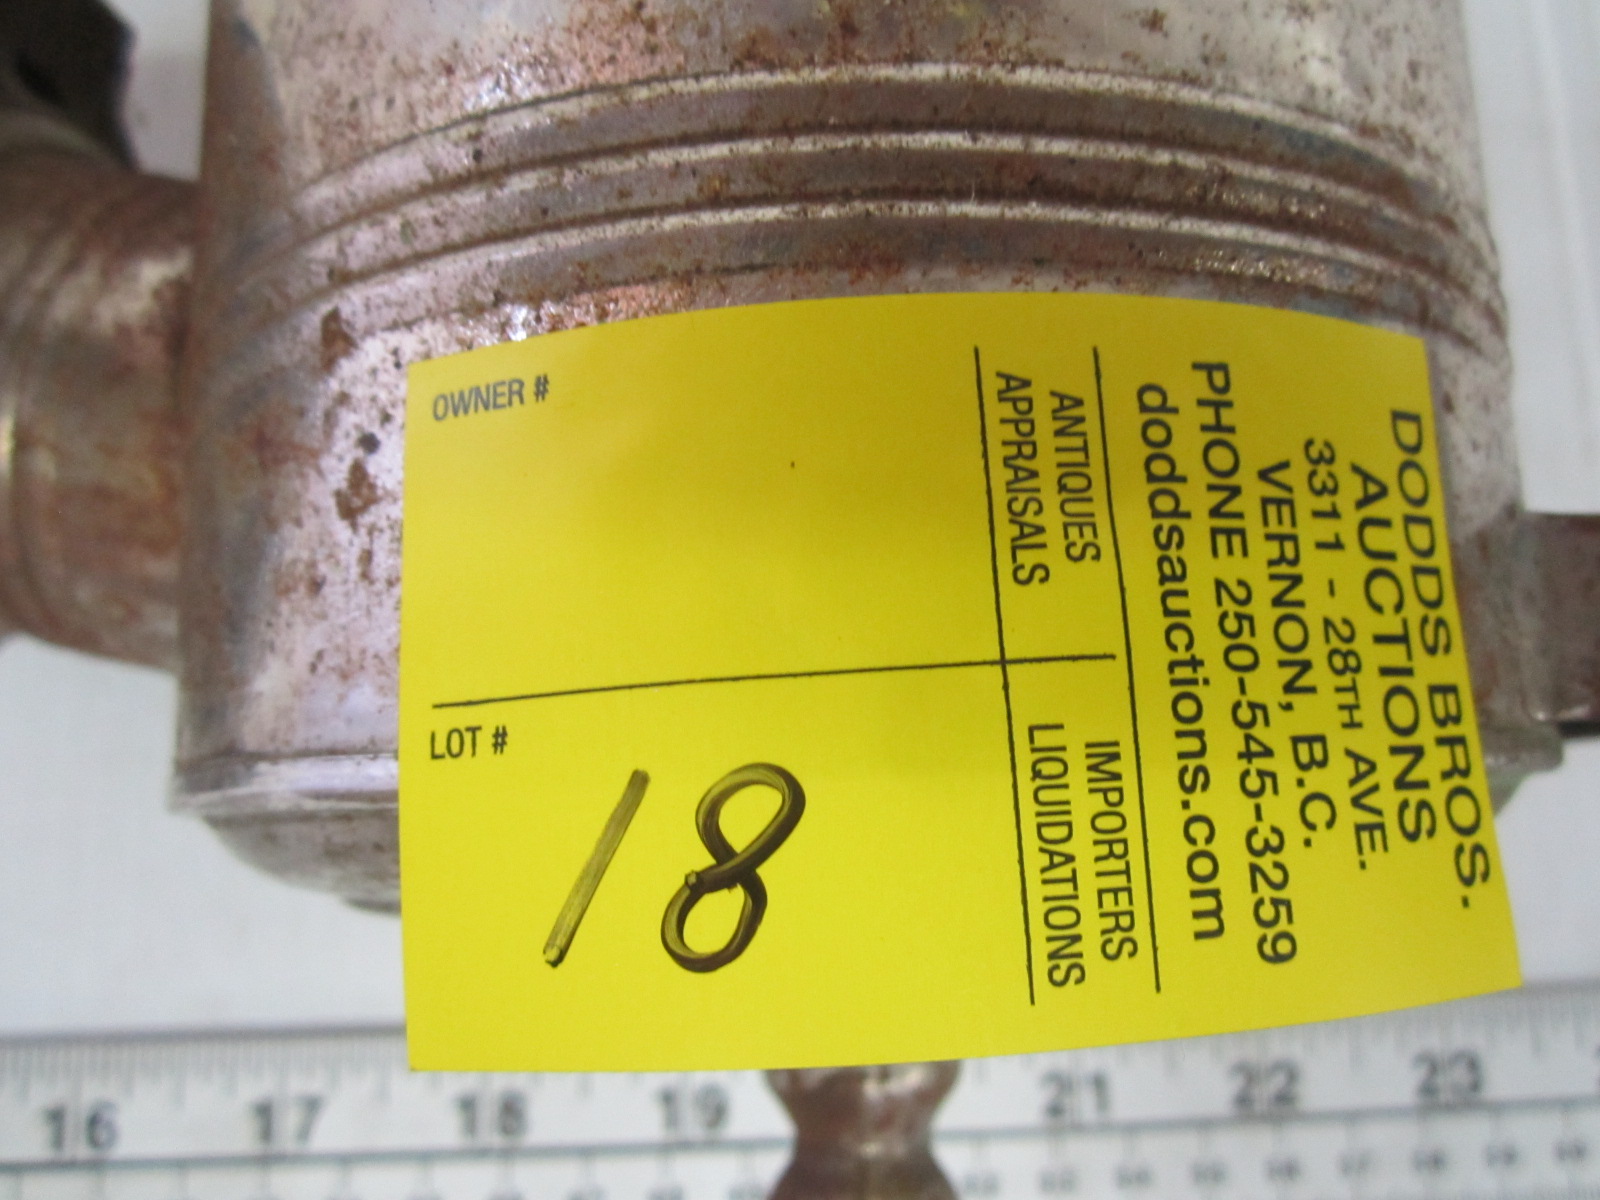 DODDS BROS.
AUCTIONS
3311 - 28TH AVE.
VERNON, B.C.
PHONE 250-545-3259
doddsauctions.com
ANTIQUES
APPRAISALS
IMPORTERS
LIQUIDATIONS
OWNER #
LOT #
18
16 17 18 19 21 22 23